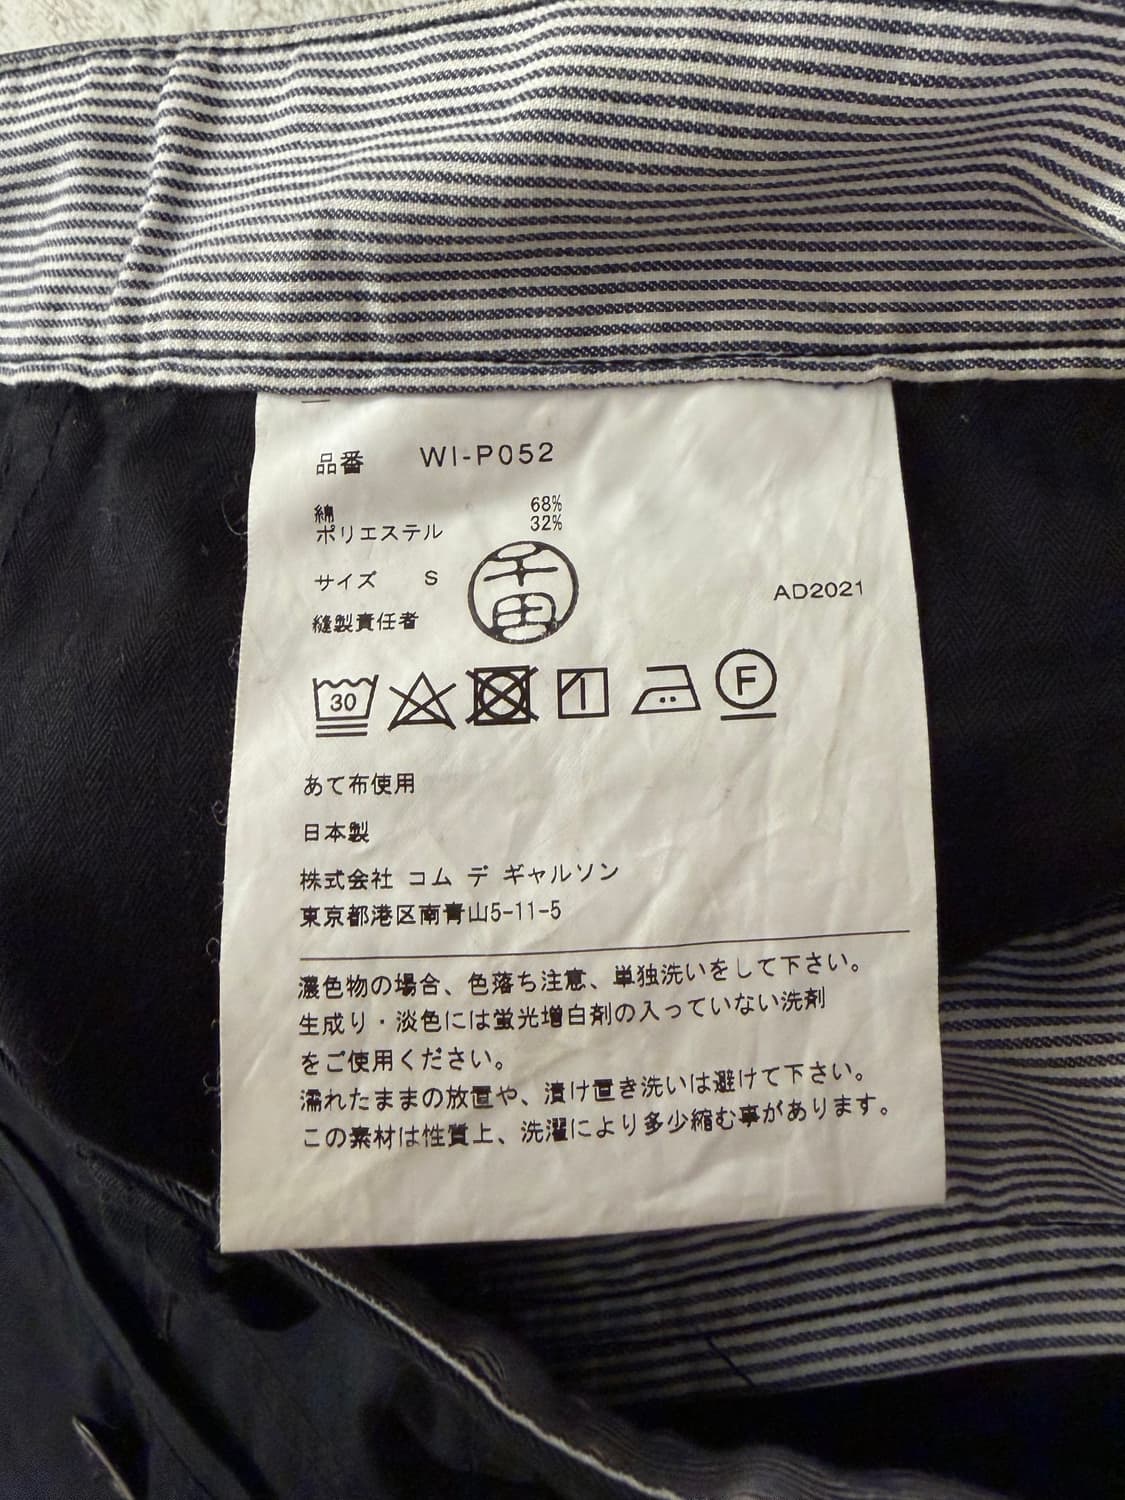 品番 WI-P052
綿 68%
ポリエステル 32%
サイズ S
千田
AD2021
縫製責任者
30
F
あて布使用
日本製
株式会社 コム デ ギャルソン
東京都港区南青山5-11-5
濃色物の場合、色落ち注意、単独洗いをして下さい。
生成り・淡色には蛍光増白剤の入っていない洗剤
をご使用ください。
濡れたままの放置や、漬け置き洗いは避けて下さい。
この素材は性質上、洗濯により多少縮む事があります。